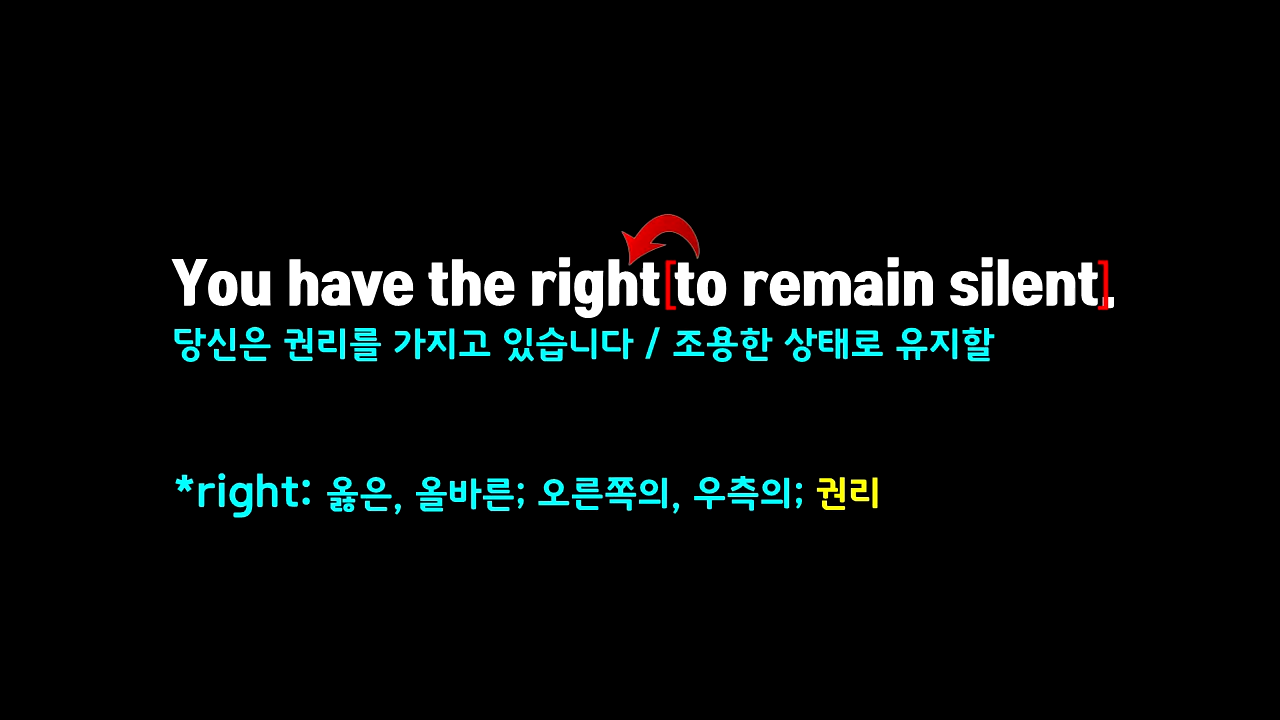 You have the right [to remain silent].
당신은 권리를 가지고 있습니다 / 조용한 상태로 유지할
*right: 옳은, 올바른; 오른쪽의, 우측의; 권리